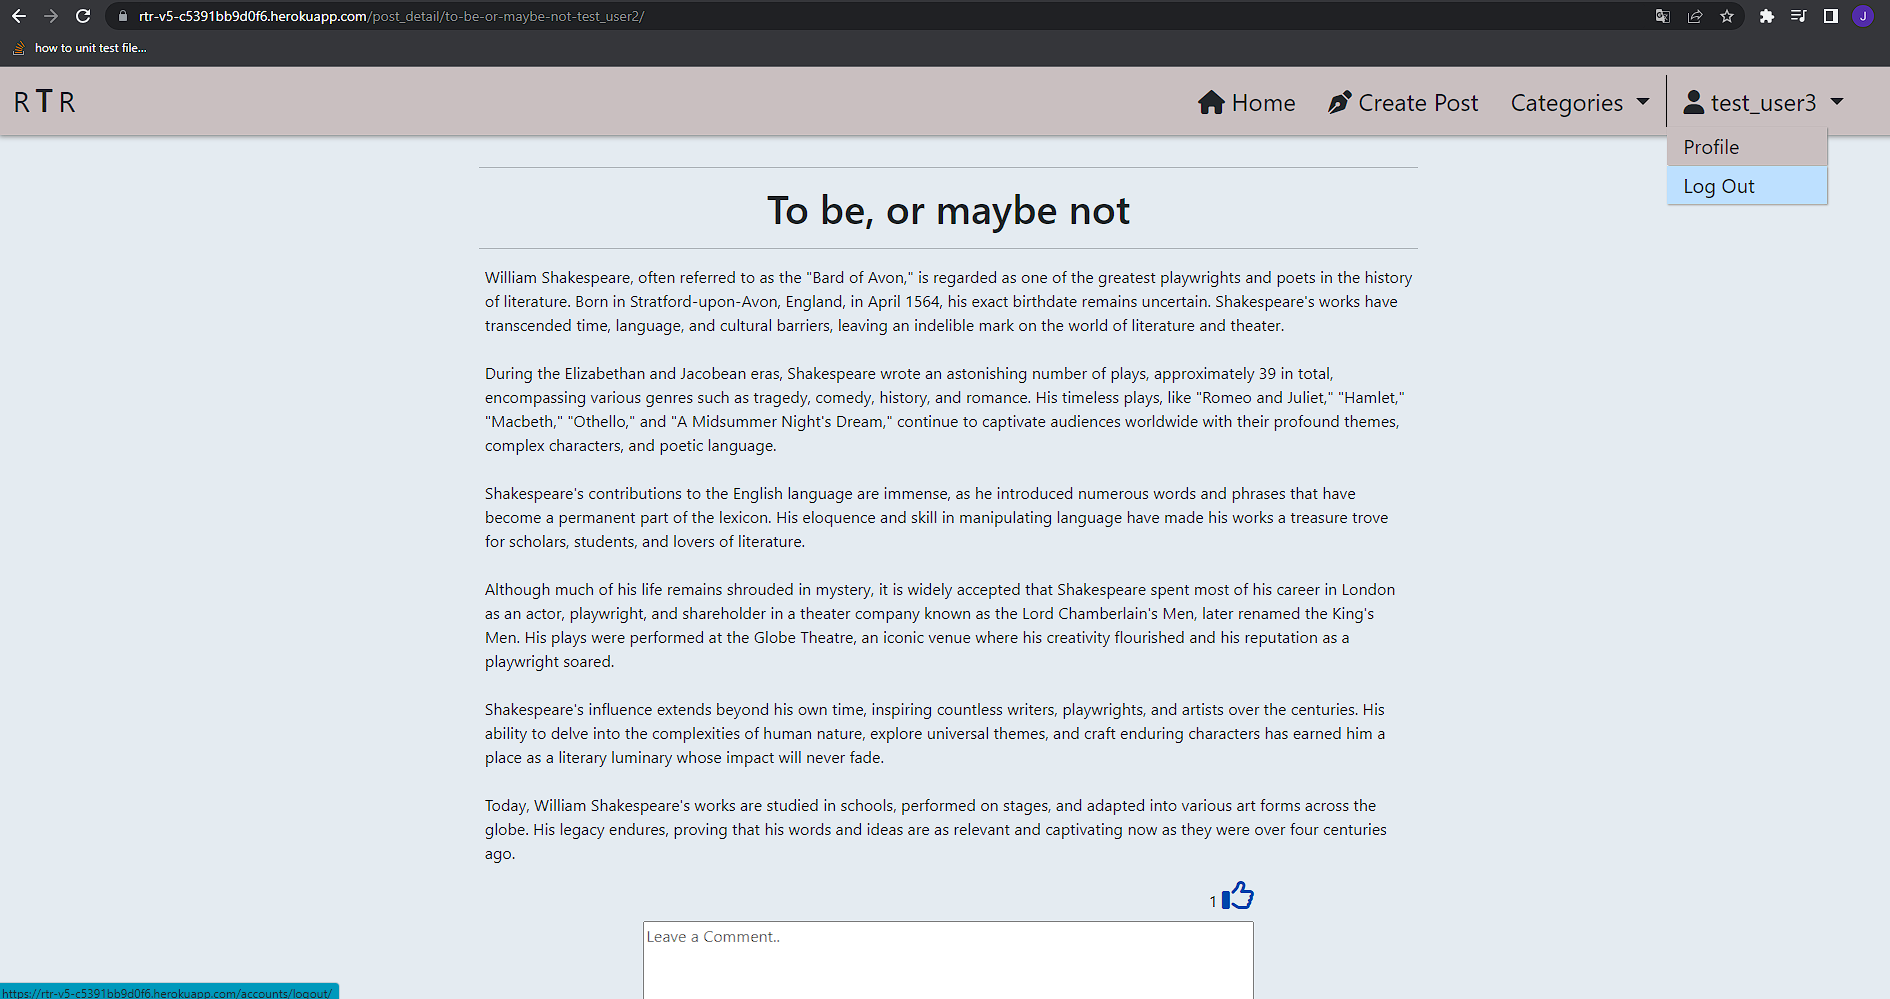 rtr-v5-c5391bb9d0f6.herokuapp.com/post_detail/to-be-or-maybe-not-test_user2/
J
how to unit test file...
R T R
Home
Create Post
Categories
test_user3
Profile
Log Out
To be, or maybe not
William Shakespeare, often referred to as the "Bard of Avon," is regarded as one of the greatest playwrights and poets in the history
of literature. Born in Stratford-upon-Avon, England, in April 1564, his exact birthdate remains uncertain. Shakespeare's works have
transcended time, language, and cultural barriers, leaving an indelible mark on the world of literature and theater.
During the Elizabethan and Jacobean eras, Shakespeare wrote an astonishing number of plays, approximately 39 in total,
encompassing various genres such as tragedy, comedy, history, and romance. His timeless plays, like "Romeo and Juliet," "Hamlet,"
"Macbeth," "Othello," and "A Midsummer Night's Dream," continue to captivate audiences worldwide with their profound themes,
complex characters, and poetic language.
Shakespeare's contributions to the English language are immense, as he introduced numerous words and phrases that have
become a permanent part of the lexicon. His eloquence and skill in manipulating language have made his works a treasure trove
for scholars, students, and lovers of literature.
Although much of his life remains shrouded in mystery, it is widely accepted that Shakespeare spent most of his career in London
as an actor, playwright, and shareholder in a theater company known as the Lord Chamberlain's Men, later renamed the King's
Men. His plays were performed at the Globe Theatre, an iconic venue where his creativity flourished and his reputation as a
playwright soared.
Shakespeare's influence extends beyond his own time, inspiring countless writers, playwrights, and artists over the centuries. His
ability to delve into the complexities of human nature, explore universal themes, and craft enduring characters has earned him a
place as a literary luminary whose impact will never fade.
Today, William Shakespeare's works are studied in schools, performed on stages, and adapted into various art forms across the
globe. His legacy endures, proving that his words and ideas are as relevant and captivating now as they were over four centuries
ago.
1
Leave a Comment..
https://rtr-v5-c5391bb9d0f6.herokuapp.com/accounts/logout/